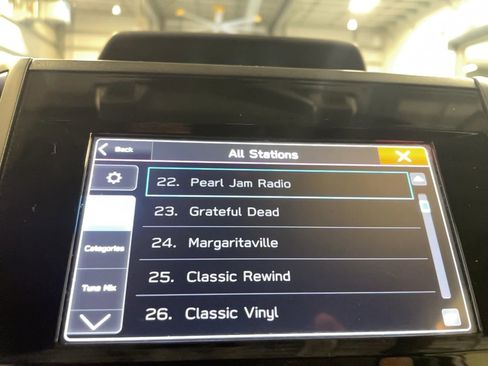 Back
All Stations
22. Pearl Jam Radio
23. Grateful Dead
Categories
24. Margaritaville
25. Classic Rewind
Tune Mix
26. Classic Vinyl